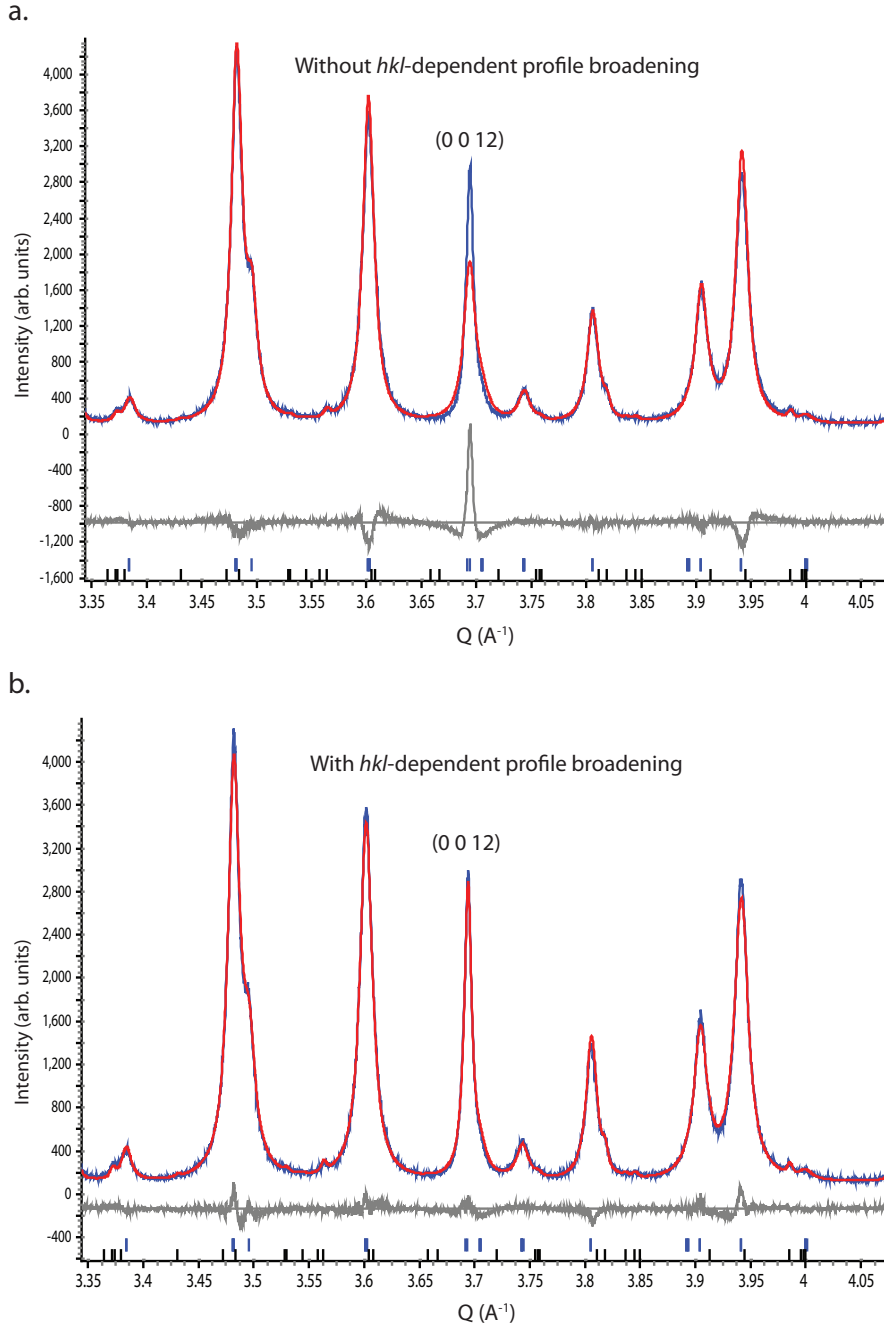 a.
Without hkl-dependent profile broadening
(0 0 12)
Intensity (arb. units)
4,000
3,600
3,200
2,800
2,400
2,000
1,600
1,200
800
400
0
-400
-800
-1,200
-1,600
3.35 3.4 3.45 3.5 3.55 3.6 3.65 3.7 3.75 3.8 3.85 3.9 3.95 4 4.05
Q (A⁻¹)
b.
With hkl-dependent profile broadening
(0 0 12)
Intensity (arb. units)
4,000
3,600
3,200
2,800
2,400
2,000
1,600
1,200
800
400
0
-400
3.35 3.4 3.45 3.5 3.55 3.6 3.65 3.7 3.75 3.8 3.85 3.9 3.95 4 4.05
Q (A⁻¹)